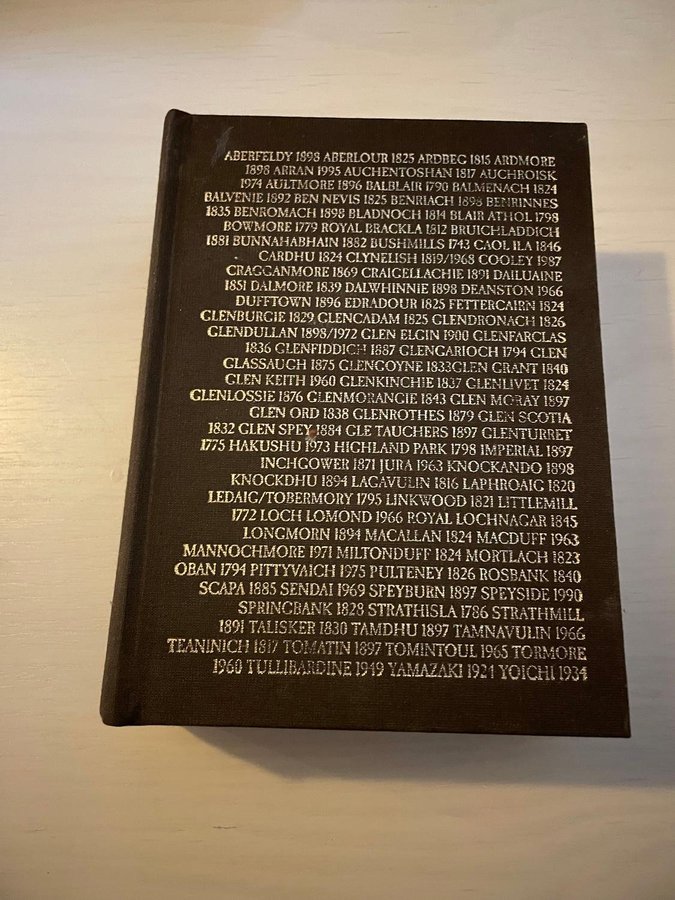 ABERFELDY 1898 ABERLOUR 1825 ARDBEG 1815 ARDMORE
1898 ARRAN 1995 AUCHENTOSHAN 1817 AUCHROISK
1974 AULTMORE 1896 BALBLAIR 1790 BALMENACH 1824
BALVENIE 1892 BEN NEVIS 1825 BENRIACH 1898 BENRINNES
1835 BENROMACH 1898 BLADNOCH 1814 BLAIR ATHOL 1798
BOWMORE 1779 ROYAL BRACKLA 1812 BRUICHLADDICH
1881 BUNNAHABHAIN 1882 BUSHMILLS 1743 CAOL ILA 1846
CARDHU 1824 CLYNELISH 1819/1968 COOLEY 1987
CRAGGANMORE 1869 CRAIGELLACHIE 1891 DAILUAINE
1851 DALMORE 1839 DALWHINNIE 1898 DEANSTON 1966
DUFFTOWN 1896 EDRADOUR 1825 FETTERCAIRN 1824
GLENBURGIE 1829 GLENCADAM 1825 GLENDRONACH 1826
GLENDULLAN 1898/1972 GLEN ELGIN 1900 GLENFARCLAS
1836 GLENFIDDICH 1887 GLENGARIOCH 1794 GLEN
GLASSAUGH 1875 GLENGOYNE 1833GLEN GRANT 1840
GLEN KEITH 1960 GLENKINCHIE 1837 GLENLIVET 1824
GLENLOSSIE 1876 GLENMORANGIE 1843 GLEN MORAY 1897
GLEN ORD 1838 GLENROTHES 1879 GLEN SCOTIA
1832 GLEN SPEY 1884 GLE TAUCHERS 1897 GLENTURRET
1775 HAKUSHU 1973 HIGHLAND PARK 1798 IMPERIAL 1897
INCHGOWER 1871 JURA 1963 KNOCKANDO 1898
KNOCKDHU 1894 LAGAVULIN 1816 LAPHROAIG 1820
LEDAIG/TOBERMORY 1795 LINKWOOD 1821 LITTLEMILL
1772 LOCH LOMOND 1966 ROYAL LOCHNAGAR 1845
LONGMORN 1894 MACALLAN 1824 MACDUFF 1963
MANNOCHMORE 1971 MILTONDUFF 1824 MORTLACH 1823
OBAN 1794 PITTYVAICH 1975 PULTENEY 1826 ROSBANK 1840
SCAPA 1885 SENDAI 1969 SPEYBURN 1897 SPEYSIDE 1990
SPRINGBANK 1828 STRATHISLA 1786 STRATHMILL
1891 TALISKER 1830 TAMDHU 1897 TAMNAVULIN 1966
TEANINICH 1817 TOMATIN 1897 TOMINTOUL 1965 TORMORE
1960 TULLIBARDINE 1949 YAMAZAKI 1921 YOICHI 1934